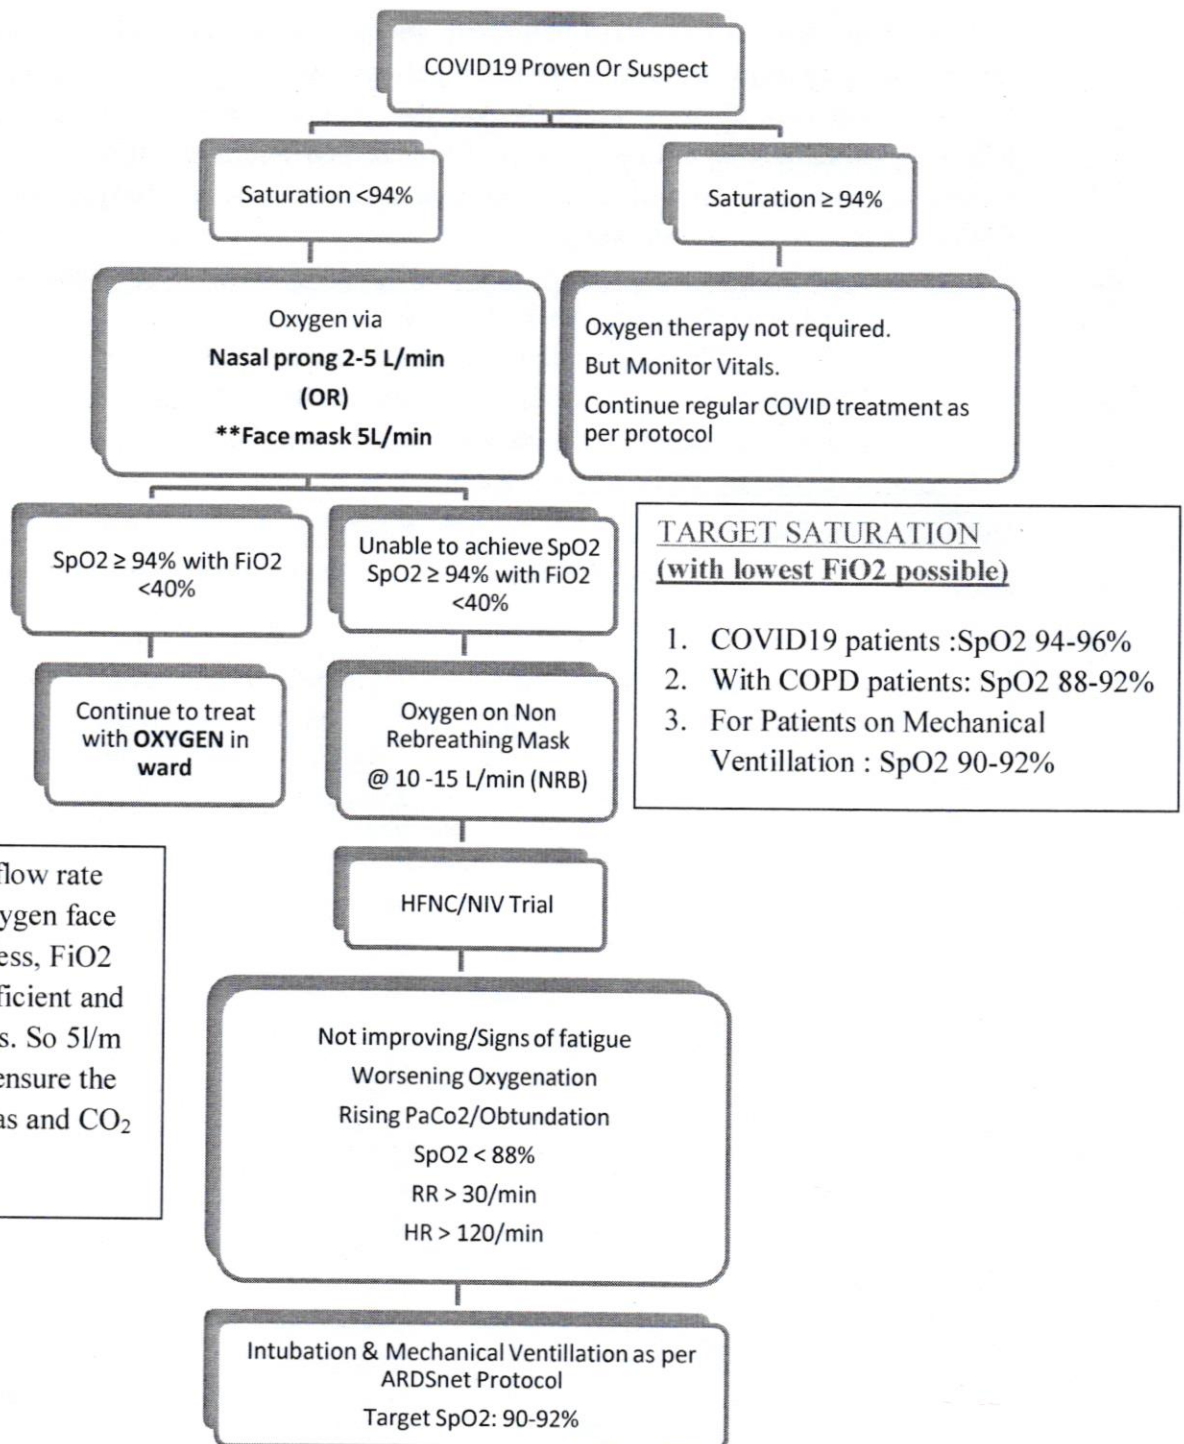 COVID19 Proven Or Suspect
Saturation <94%
Saturation ≥ 94%
Oxygen via
Nasal prong 2-5 L/min
(OR)
**Face mask 5L/min
Oxygen therapy not required.
But Monitor Vitals.
Continue regular COVID treatment as
per protocol
SpO2 ≥ 94% with FiO2
<40%
Unable to achieve SpO2
SpO2 ≥ 94% with FiO2
<40%
TARGET SATURATION
(with lowest FiO2 possible)
1. COVID19 patients :SpO2 94-96%
2. With COPD patients: SpO2 88-92%
3. For Patients on Mechanical
Ventillation : SpO2 90-92%
Continue to treat
with OXYGEN in
ward
Oxygen on Non
Rebreathing Mask
@ 10 -15 L/min (NRB)
flow rate
ygen face
ess, FiO2
ficient and
s. So 5l/m
ensure the
as and CO2
HFNC/NIV Trial
Not improving/Signs of fatigue
Worsening Oxygenation
Rising PaCo2/Obtundation
SpO2 < 88%
RR > 30/min
HR > 120/min
Intubation & Mechanical Ventillation as per
ARDSnet Protocol
Target SpO2: 90-92%